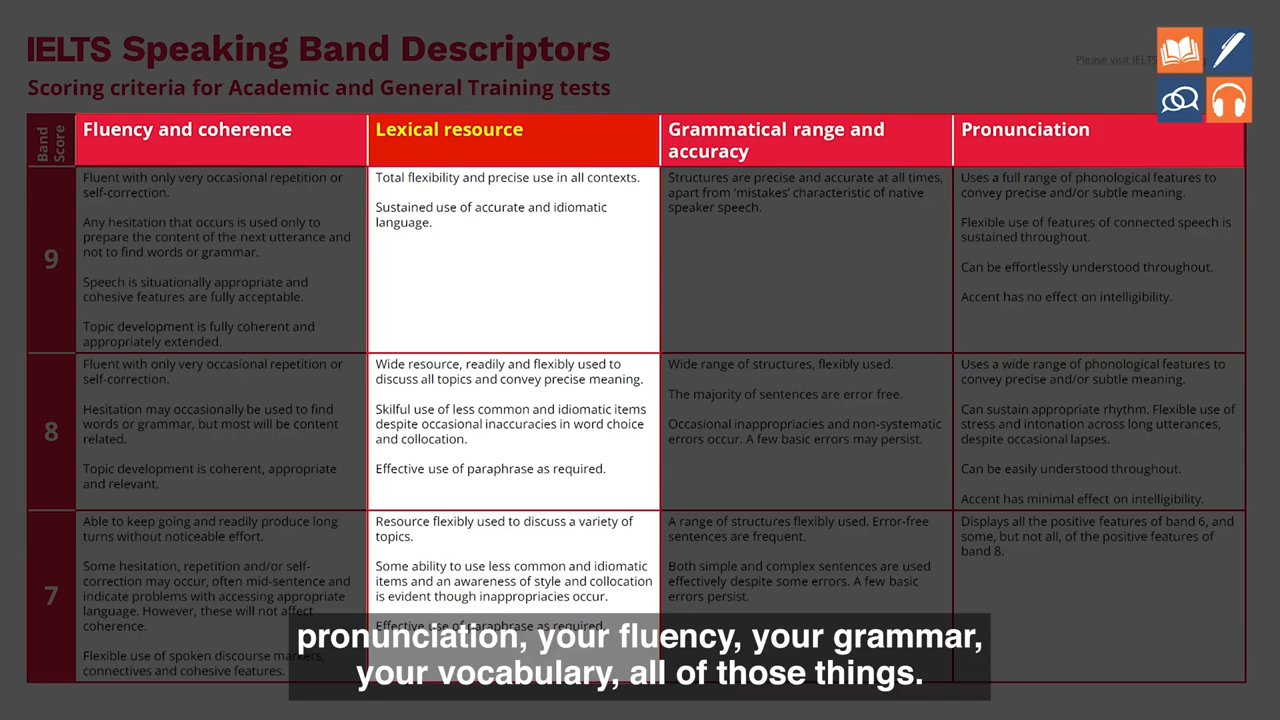 IELTS Speaking Band Descriptors
Scoring criteria for Academic and General Training tests
Please visit IELTS
Band Score
Fluency and coherence
Lexical resource
Grammatical range and
accuracy
Pronunciation
9
Fluent with only very occasional repetition or
self-correction.
Any hesitation that occurs is used only to
prepare the content of the next utterance and
not to find words or grammar.
Speech is situationally appropriate and
cohesive features are fully acceptable.
Topic development is fully coherent and
appropriately extended.
Total flexibility and precise use in all contexts.
Sustained use of accurate and idiomatic
language.
Structures are precise and accurate at all times,
apart from ‘mistakes’ characteristic of native
speaker speech.
Uses a full range of phonological features to
convey precise and/or subtle meaning.
Flexible use of features of connected speech is
sustained throughout.
Can be effortlessly understood throughout.
Accent has no effect on intelligibility.
8
Fluent with only very occasional repetition or
self-correction.
Hesitation may occasionally be used to find
words or grammar, but most will be content
related.
Topic development is coherent, appropriate
and relevant.
Wide resource, readily and flexibly used to
discuss all topics and convey precise meaning.
Skilful use of less common and idiomatic items
despite occasional inaccuracies in word choice
and collocation.
Effective use of paraphrase as required.
Wide range of structures, flexibly used.
The majority of sentences are error free.
Occasional inappropriacies and non-systematic
errors occur. A few basic errors may persist.
Uses a wide range of phonological features to
convey precise and/or subtle meaning.
Can sustain appropriate rhythm. Flexible use of
stress and intonation across long utterances,
despite occasional lapses.
Can be easily understood throughout.
Accent has minimal effect on intelligibility.
7
Able to keep going and readily produce long
turns without noticeable effort.
Some hesitation, repetition and/or self-
correction may occur, often mid-sentence and
indicate problems with accessing appropriate
language. However, these will not affect
coherence.
Flexible use of spoken discourse markers,
connectives and cohesive features.
Resource flexibly used to discuss a variety of
topics.
Some ability to use less common and idiomatic
items and an awareness of style and collocation
is evident though inappropriacies occur.
Effective use of paraphrase as required.
A range of structures flexibly used. Error-free
sentences are frequent.
Both simple and complex sentences are used
effectively despite some errors. A few basic
errors persist.
Displays all the positive features of band 6, and
some, but not all, of the positive features of
band 8.
pronunciation, your fluency, your grammar,
your vocabulary, all of those things.